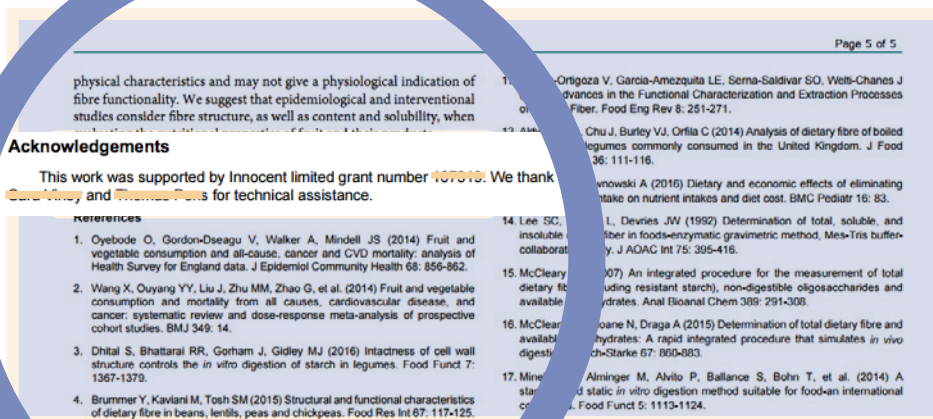 Page 5 of 5
physical characteristics and may not give a physiological indication of
fibre functionality. We suggest that epidemiological and interventional
studies consider fibre structure, as well as content and solubility, when
Acknowledgements
This work was supported by Innocent limited grant number We thank
and for technical assistance.
References
1. Oyebode O, Gordon-Dseagu V, Walker A, Mindell JS (2014) Fruit and
vegetable consumption and all-cause, cancer and CVD mortality: analysis of
Health Survey for England data. J Epidemiol Community Health 68: 856-862.
2. Wang X, Ouyang YY, Liu J, Zhu MM, Zhao G, et al. (2014) Fruit and vegetable
consumption and mortality from all causes, cardiovascular disease, and
cancer: systematic review and dose-response meta-analysis of prospective
cohort studies. BMJ 349: 14.
3. Dhital S, Bhattarai RR, Gorham J, Gidley MJ (2016) Intactness of cell wall
structure controls the in vitro digestion of starch in legumes. Food Funct 7:
1367-1379.
4. Brummer Y, Kaviani M, Tosh SM (2015) Structural and functional characteristics
of dietary fibre in beans, lentils, peas and chickpeas. Food Res Int 67: 117-125.
-Ortigoza V, Garcia-Amezquita LE, Serna-Saldivar SO, Welti-Chanes J
dvances in the Functional Characterization and Extraction Processes
Fiber. Food Eng Rev 8: 251-271.
Chu J, Burley VJ, Orfila C (2014) Analysis of dietary fibre of boiled
legumes commonly consumed in the United Kingdom. J Food
36: 111-116.
wnowski A (2016) Dietary and economic effects of eliminating
ntake on nutrient intakes and diet cost. BMC Pediatr 16: 83.
14. Lee SC, L, Devries JW (1992) Determination of total, soluble, and
insoluble fiber in foods-enzymatic gravimetric method, Mes-Tris buffer-
collaborat y. J AOAC Int 75: 395-416.
15. McCleary 07) An integrated procedure for the measurement of total
dietary fib uding resistant starch), non-digestible oligosaccharides and
available ydrates. Anal Bioanal Chem 389: 291-308.
16. McClear oane N, Draga A (2015) Determination of total dietary fibre and
availab hydrates: A rapid integrated procedure that simulates in vivo
digesti ch-Starke 67: 860-883.
17. Mine Alminger M, Alvito P, Ballance S, Bohn T, et al. (2014) A
sta d static in vitro digestion method suitable for food-an international
co . Food Funct 5: 1113-1124.